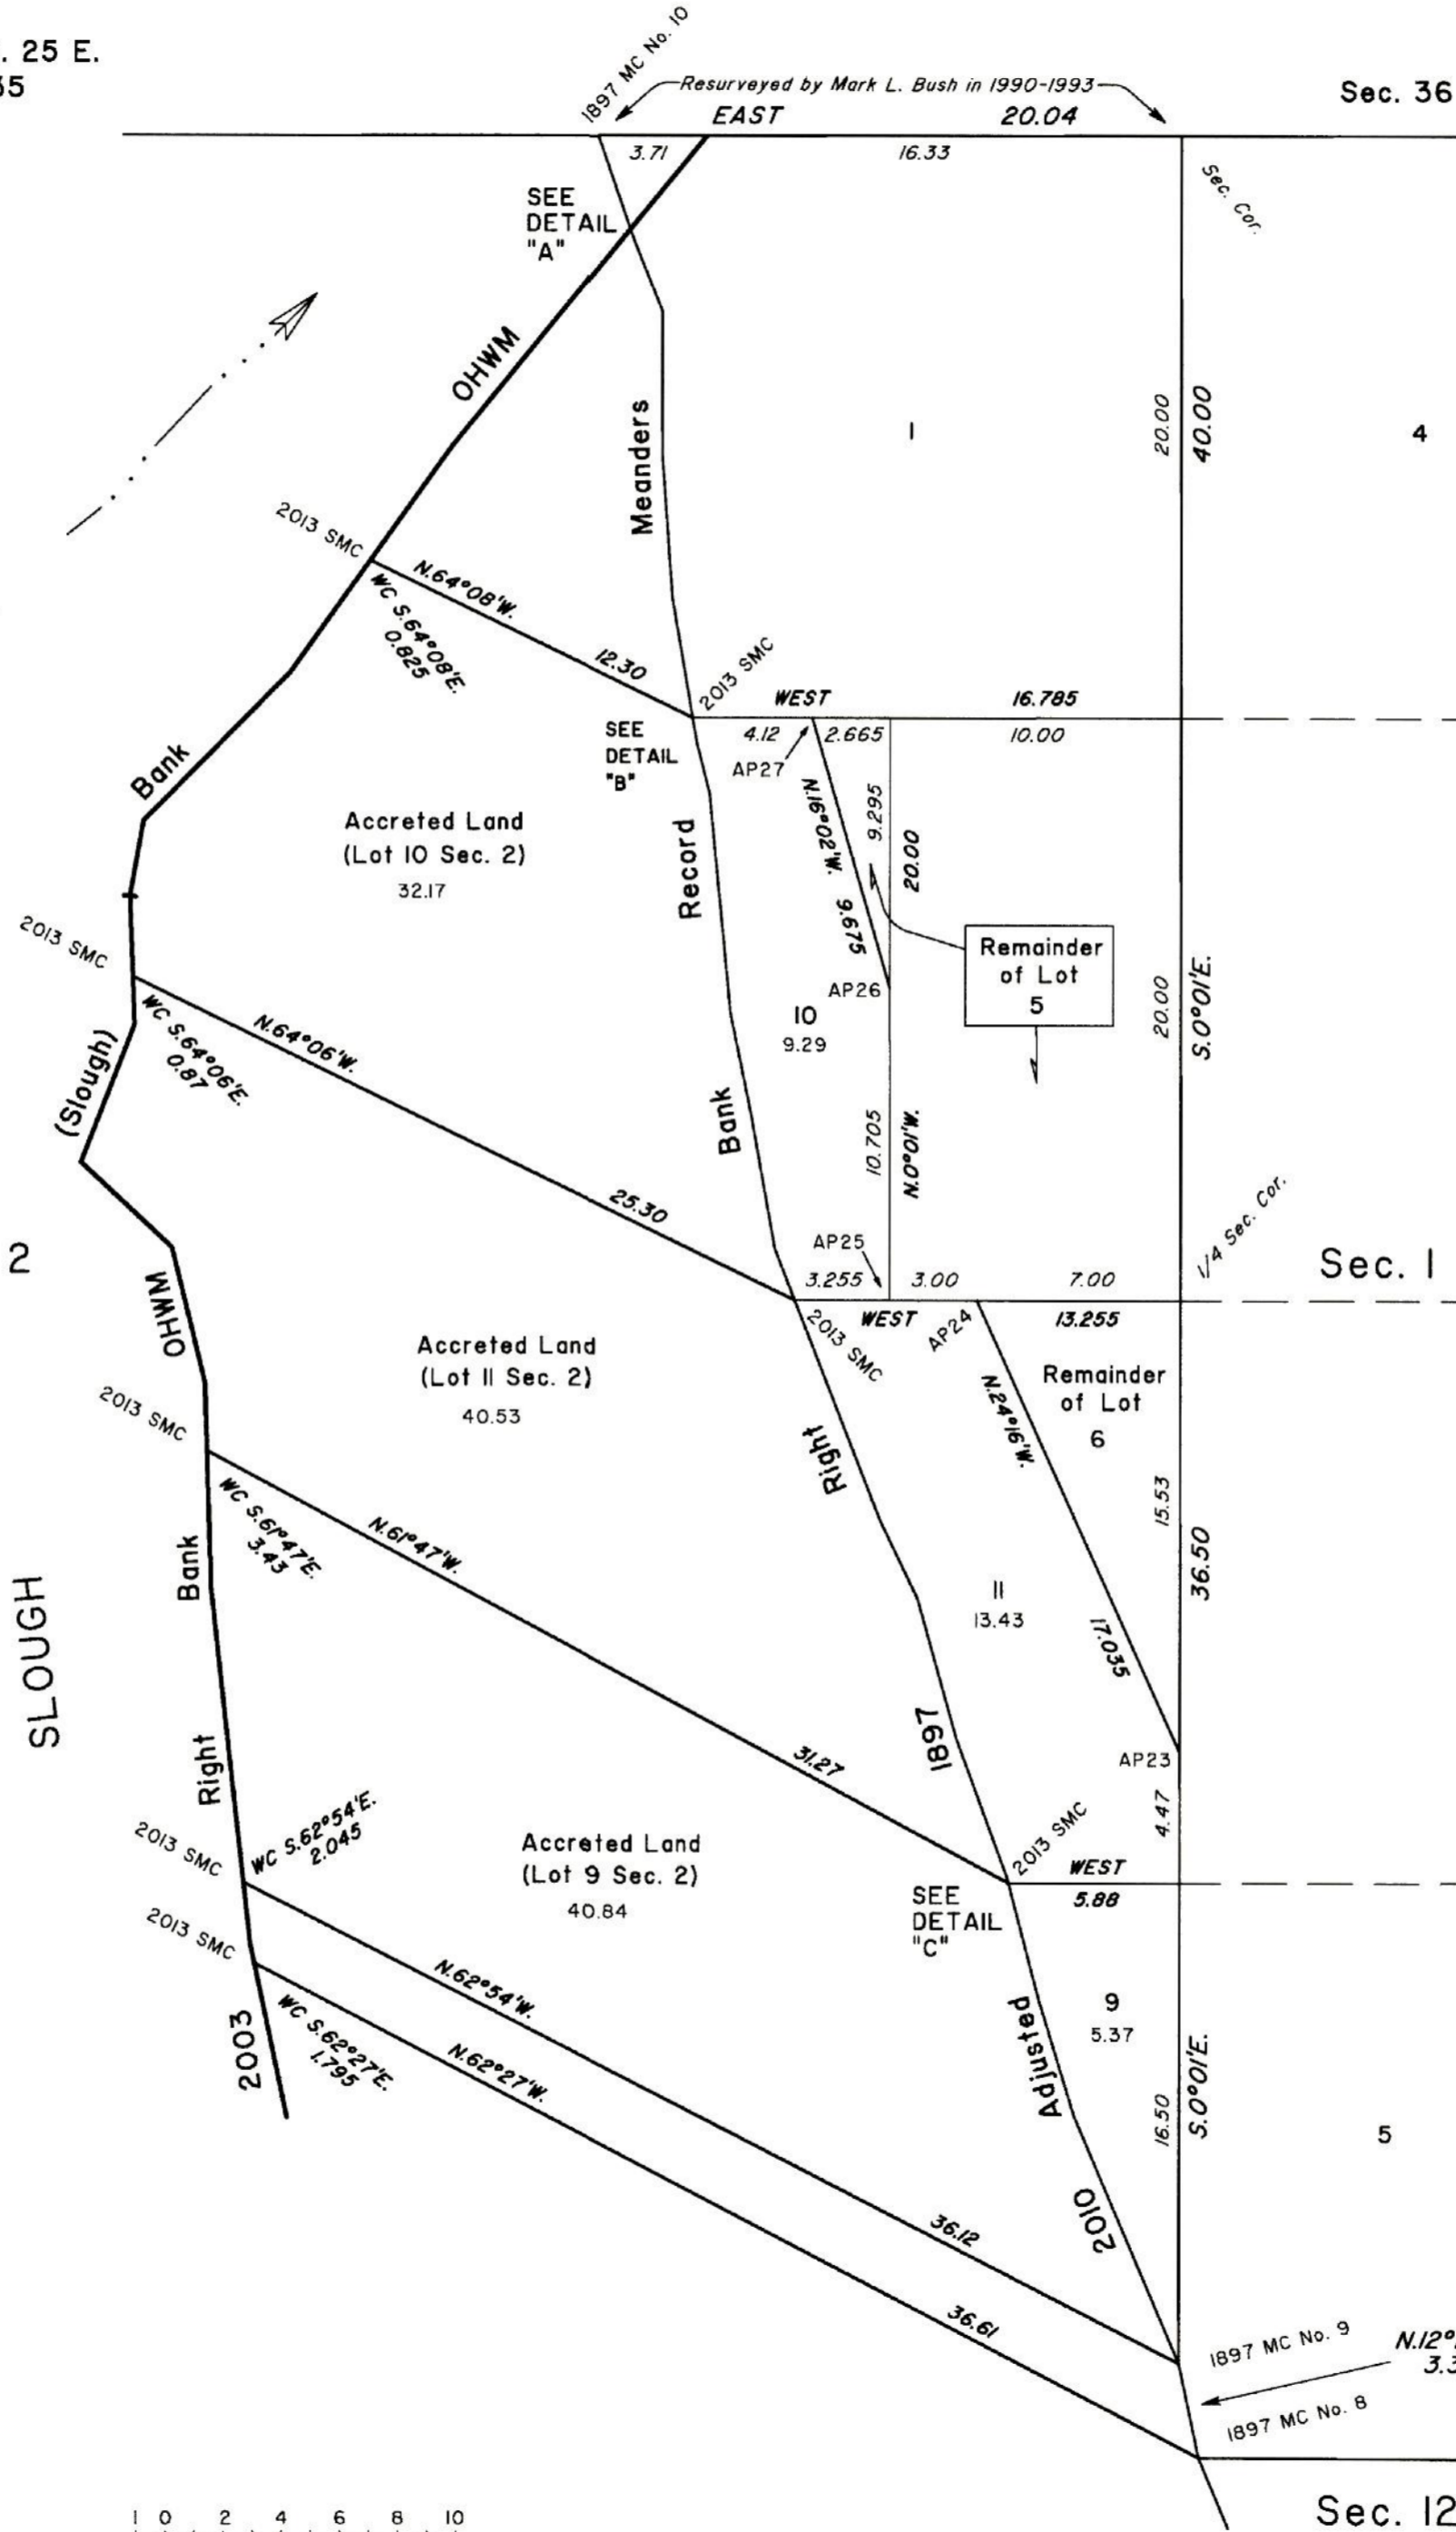 . 25 E.
35
1897 MC No. 10
Resurveyed by Mark L. Bush in 1990-1993
Sec. 36
EAST 20.04
3.71 16.33
Sec. Cor.
SEE
DETAIL
"A"
OHWM
Meanders
1
20.00
40.00
4
2013 SMC
N.64°08'W.
12.30
WC S.64°08'E.
0.825
2013 SMC
WEST 16.785
SEE
DETAIL
"B"
4.12 2.665 10.00
AP27
Bank
N.16°02'W. 9.675
9.295
20.00
Accreted Land
(Lot 10 Sec. 2)
32.17
Record
Remainder
of Lot
5
2013 SMC
AP26
10
9.29
20.00
S.0°01'E.
WC S.64°06'E.
0.87
N.64°06'W.
25.30
(Slough)
Bank
10.705
N.0°01'W.
1/4 Sec. Cor.
2
AP25
3.255 3.00 7.00
Sec. 1
WEST 13.255
2013 SMC
AP24
OHWM
Accreted Land
(Lot 11 Sec. 2)
40.53
Remainder
of Lot
6
N.24°16'W.
17.035
2013 SMC
Right
15.53
36.50
WC S.61°47'E.
3.43
N.61°47'W.
31.27
Bank
11
13.43
SLOUGH
Right
1897
AP23
4.47
2013 SMC
WC S.62°54'E.
2.045
Accreted Land
(Lot 9 Sec. 2)
40.84
2013 SMC
WEST
5.88
SEE
DETAIL
"C"
2013 SMC
N.62°54'W.
36.12
9
5.37
Adjusted
2003
WC S.62°27'E.
1.795
N.62°27'W.
36.61
16.50
S.0°01'E.
5
2010
1897 MC No. 9
N.12°
3.3
1897 MC No. 8
Sec. 12
1 0 2 4 6 8 10